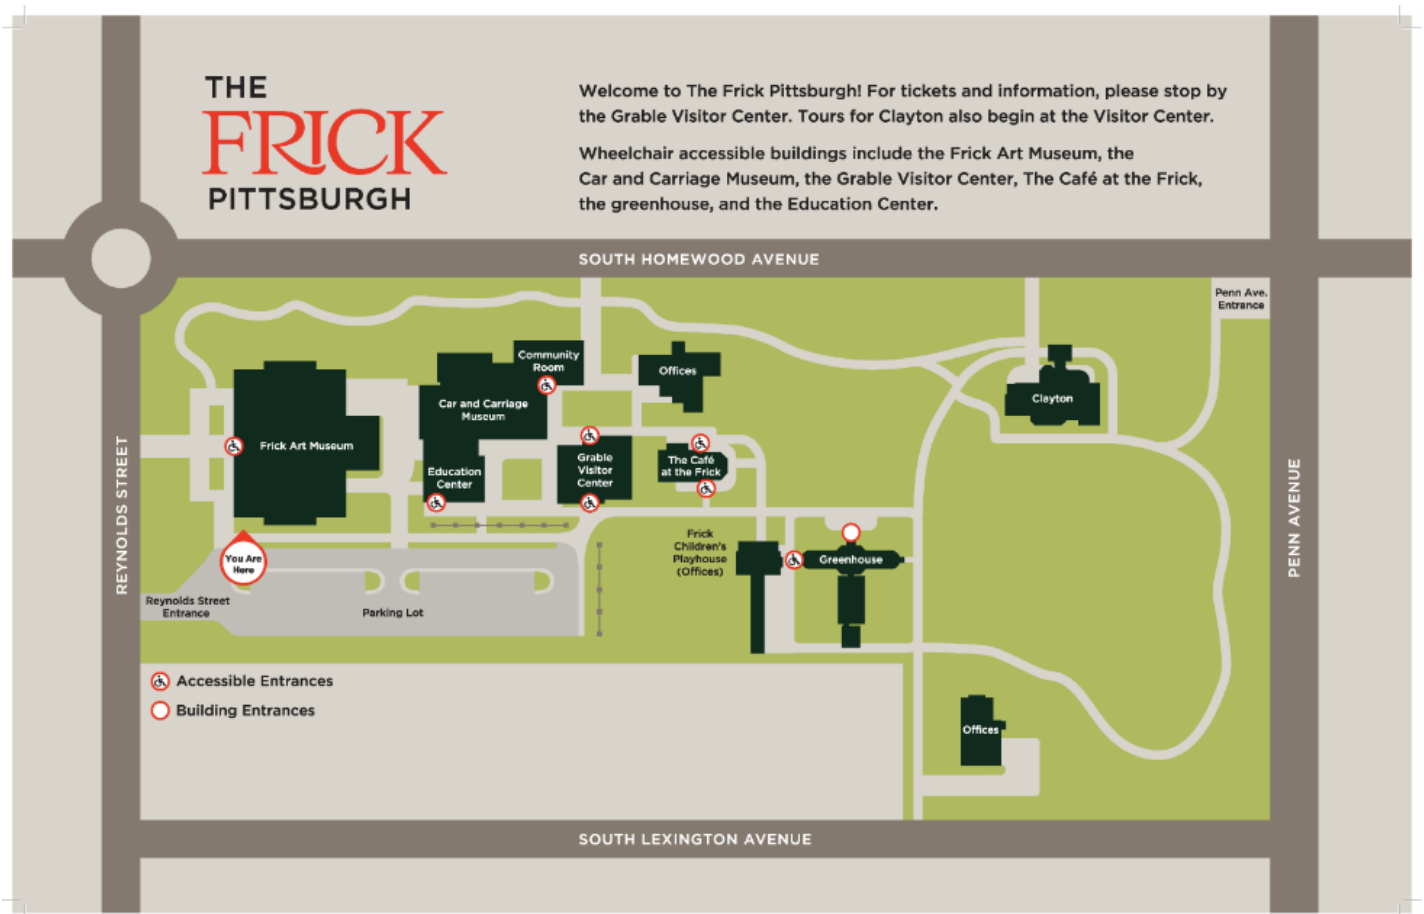 THE
FRICK
PITTSBURGH
Welcome to The Frick Pittsburgh! For tickets and information, please stop by
the Grable Visitor Center. Tours for Clayton also begin at the Visitor Center.
Wheelchair accessible buildings include the Frick Art Museum, the
Car and Carriage Museum, the Grable Visitor Center, The Café at the Frick,
the greenhouse, and the Education Center.
SOUTH HOMEWOOD AVENUE
Penn Ave.
Entrance
Community
Room
Offices
Car and Carriage
Museum
Clayton
Frick Art Museum
Education
Center
Grable
Visitor
Center
The Café
at the Frick
REYNOLDS STREET
PENN AVENUE
Frick
Children's
Playhouse
(Offices)
Greenhouse
You Are
Here
Reynolds Street
Entrance
Parking Lot
Accessible Entrances
Building Entrances
Offices
SOUTH LEXINGTON AVENUE